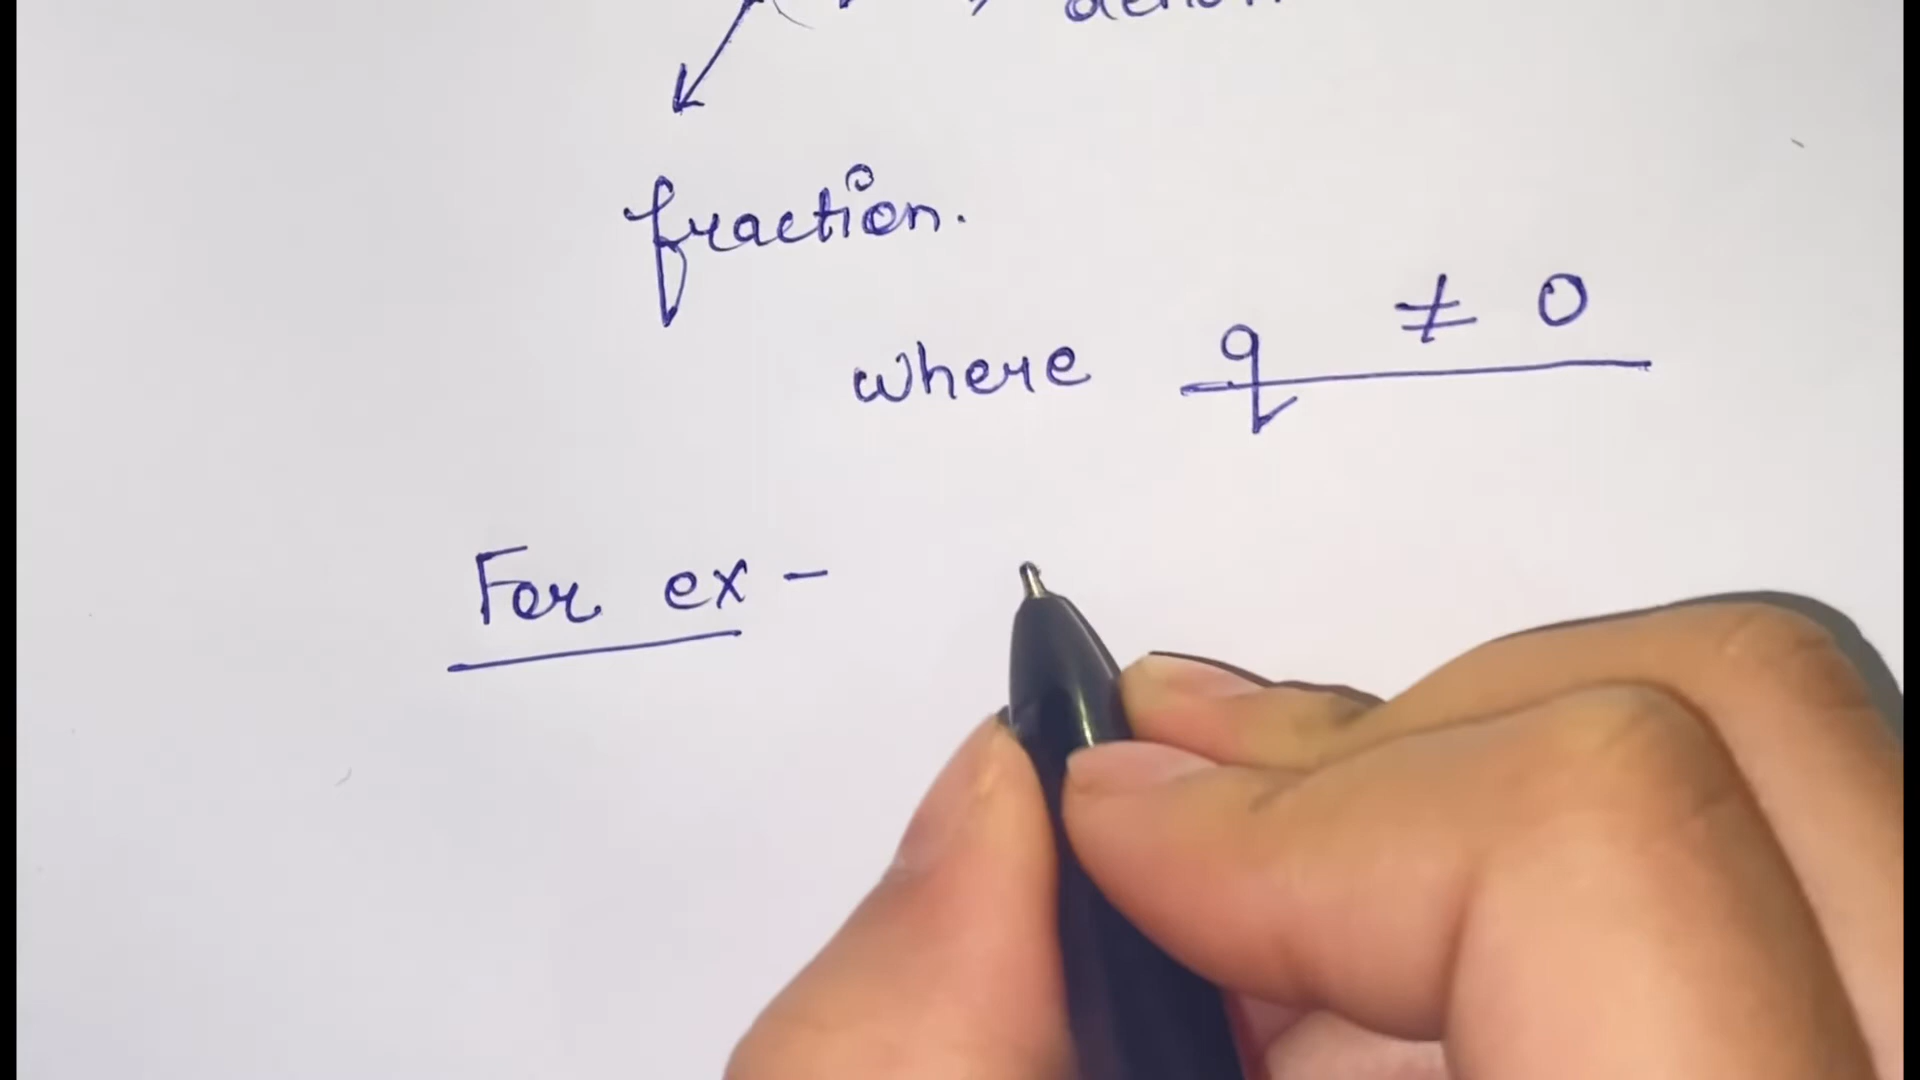 fraction.
where q ≠ 0
For ex -